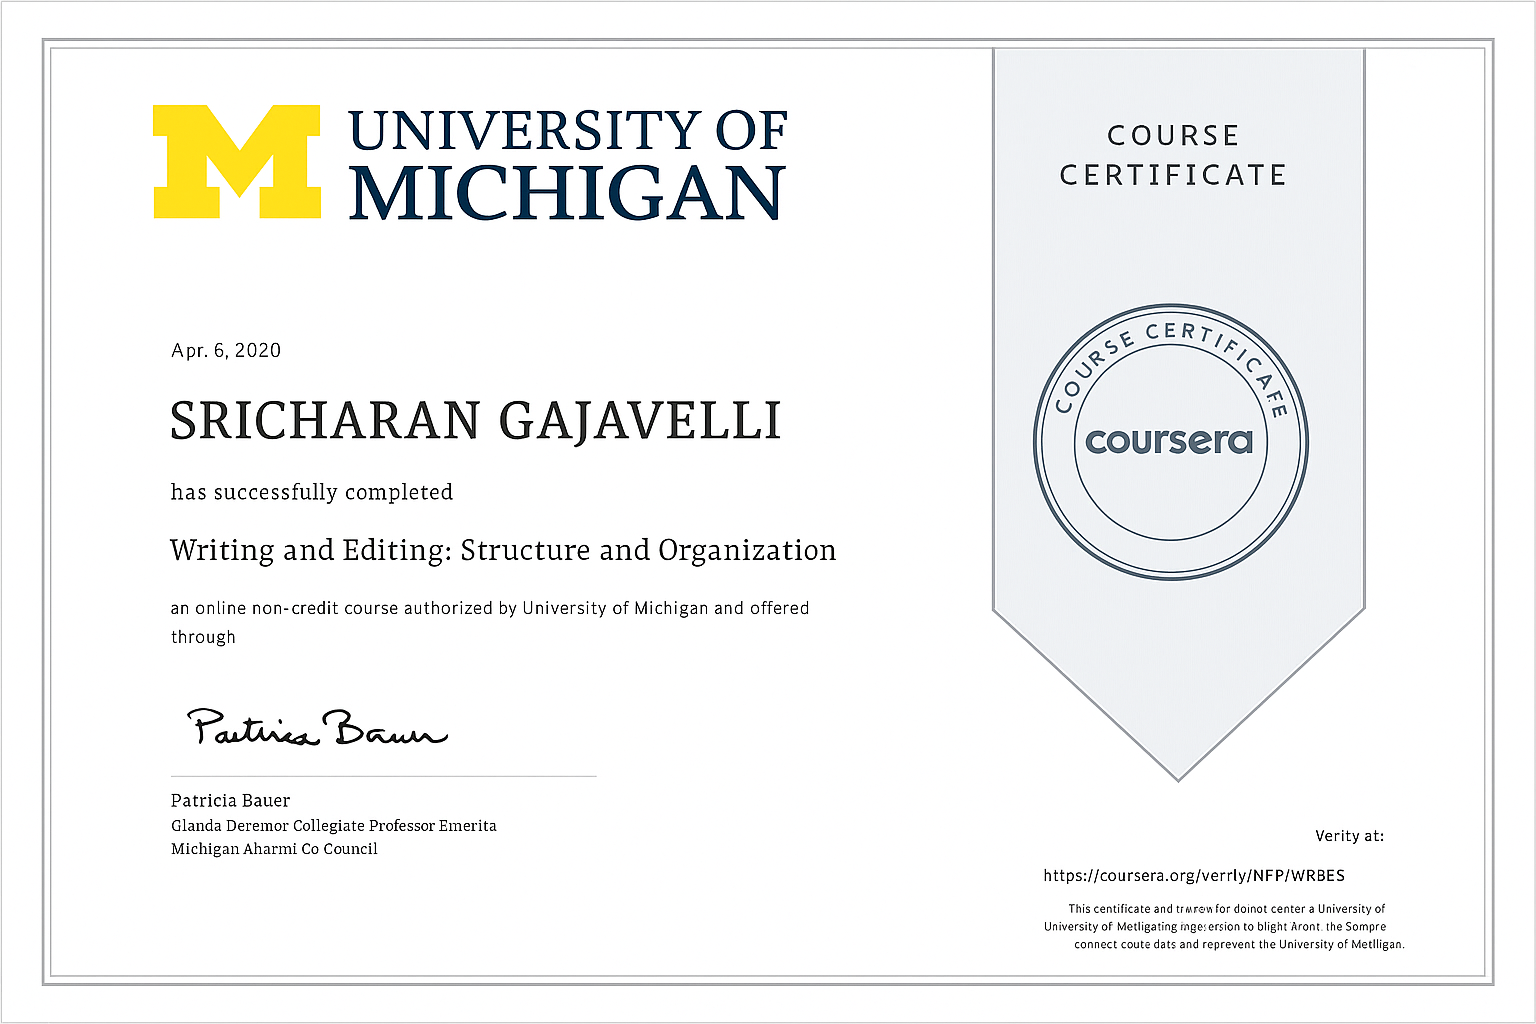 UNIVERSITY OF
MICHIGAN
COURSE
CERTIFICATE
Apr. 6, 2020
SRICHARAN GAJAVELLI
has successfully completed
Writing and Editing: Structure and Organization
an online non-credit course authorized by University of Michigan and offered
through
COURSE CERTIFICAFE
coursera
Patricia Bauer
Patricia Bauer
Glanda Deremor Collegiate Professor Emerita
Michigan Aharmi Co Council
Verity at:
https://coursera.org/verrly/NFP/WRBES
This certificate and for doinot center a University of
University of Metligating ersion to blight Aront. the Sompre
connect coute dats and reprevent the University of Metlligan.